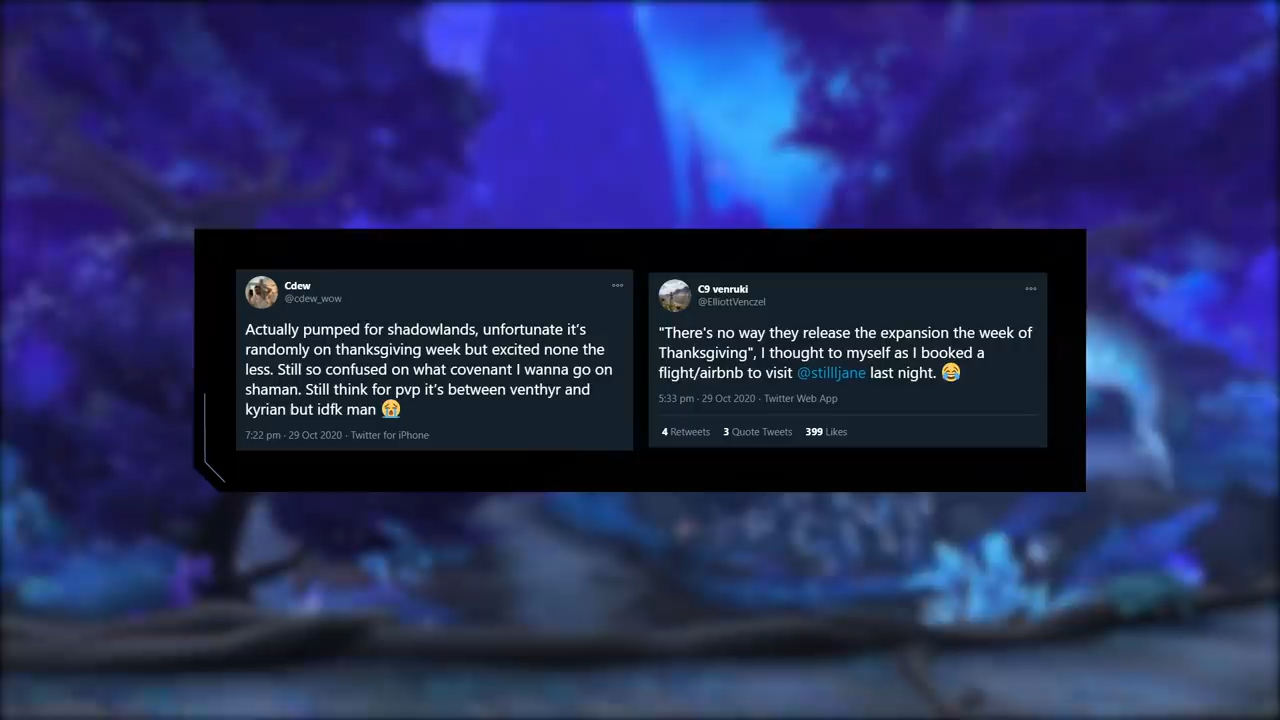 Cdew
@cdew_wow
Actually pumped for shadowlands, unfortunate it's
randomly on thanksgiving week but excited none the
less. Still so confused on what covenant I wanna go on
shaman. Still think for pvp it's between venthyr and
kyrian but idfk man 😭
7:22 pm · 29 Oct 2020 · Twitter for iPhone
C9 venruki
@ElliottVenczel
"There's no way they release the expansion the week of
Thanksgiving", I thought to myself as I booked a
flight/airbnb to visit @stillljane last night. 😂
5:33 pm · 29 Oct 2020 · Twitter Web App
4 Retweets 3 Quote Tweets 399 Likes